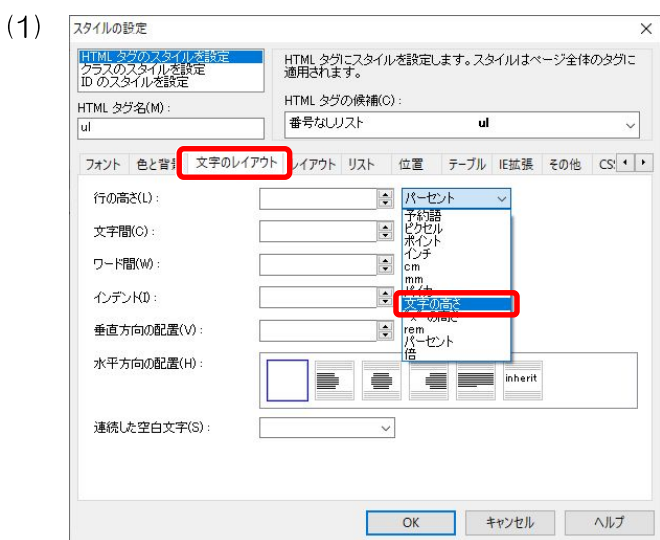 (1)
スタイルの設定
HTML タグのスタイルを設定
クラスのスタイルを設定
ID のスタイルを設定
HTML タグにスタイルを設定します。スタイルはページ全体のタグに
適用されます。
HTML タグ名(M) :
ul
HTML タグの候補(C) :
番号なしリスト ul
フォント 色と背景 文字のレイアウト レイアウト リスト 位置 テーブル IE拡張 その他 CS
行の高さ(L) :
パーセント
文字間(C) :
ワード間(W) :
インデント(I) :
垂直方向の配置(V) :
予約語
ピクセル
ポイント
インチ
cm
mm
パイカ
文字の高さ
rem
パーセント
倍
水平方向の配置(H) :
inherit
連続した空白文字(S) :
OK キャンセル ヘルプ